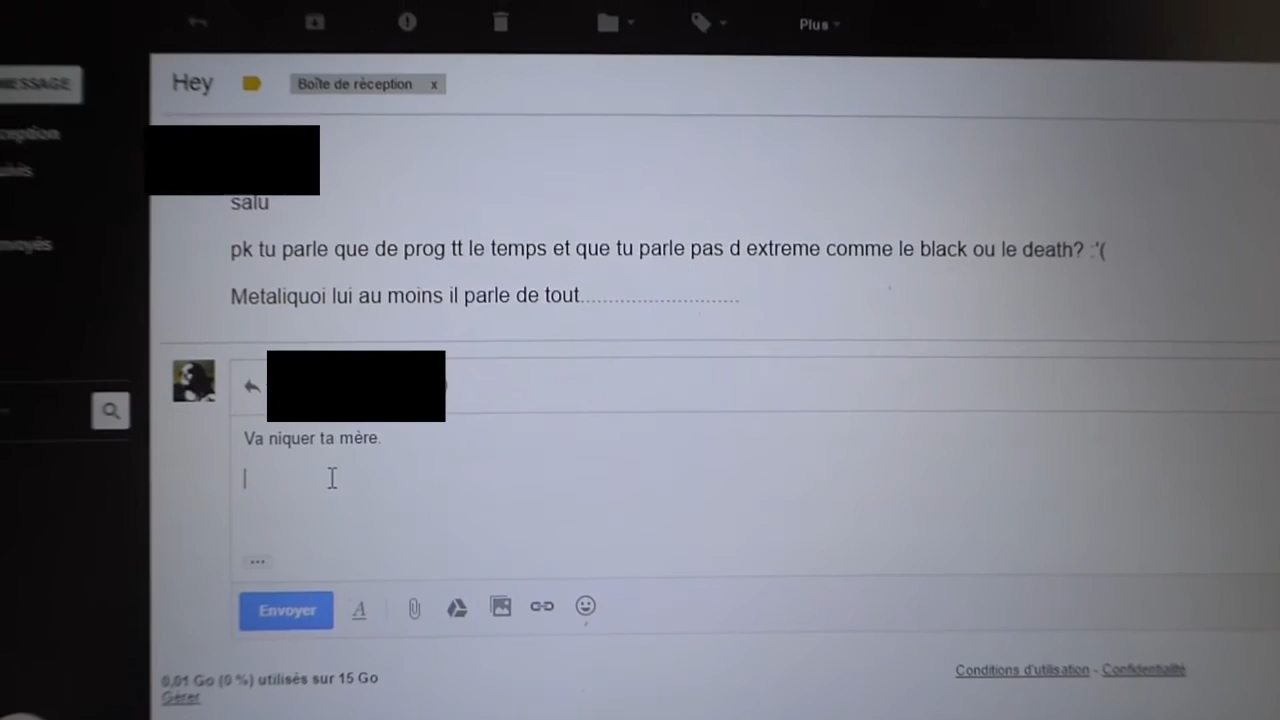 Plus
MESSAGE
Hey Boîte de réception x
salu
pk tu parle que de prog tt le temps et que tu parle pas d extreme comme le black ou le death? :'(
Metaliquoi lui au moins il parle de tout...........................
Va niquer ta mère.
...
Envoyer A
0,01 Go (0 %) utilisés sur 15 Go
Gérer
Conditions d'utilisation - Confidentialité